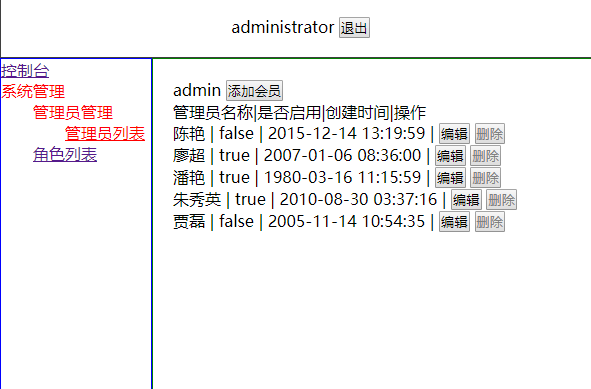 administrator 退出
控制台
系统管理
管理员管理
管理员列表
角色列表
admin 添加会员
管理员名称|是否启用|创建时间|操作
陈艳 | false | 2015-12-14 13:19:59 | 编辑 删除
廖超 | true | 2007-01-06 08:36:00 | 编辑 删除
潘艳 | true | 1980-03-16 11:15:59 | 编辑 删除
朱秀英 | true | 2010-08-30 03:37:16 | 编辑 删除
贾磊 | false | 2005-11-14 10:54:35 | 编辑 删除